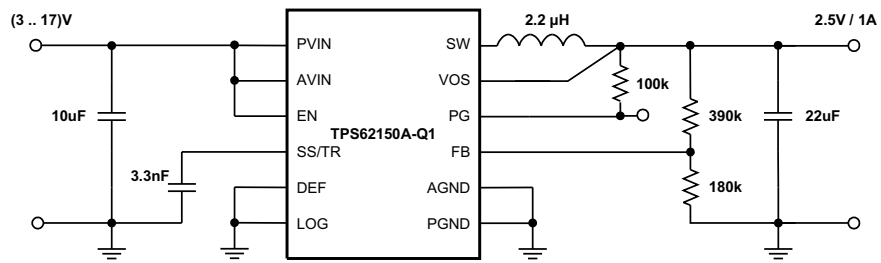 (3 .. 17)V
2.2 µH
2.5V / 1A
PVIN
SW
AVIN
VOS
100k
10uF
EN
PG
390k
22uF
TPS62150A-Q1
SS/TR
FB
3.3nF
DEF
AGND
180k
LOG
PGND